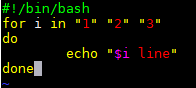 #!/bin/bash
for i in "1" "2" "3"
do
        echo "$i line"
done
~